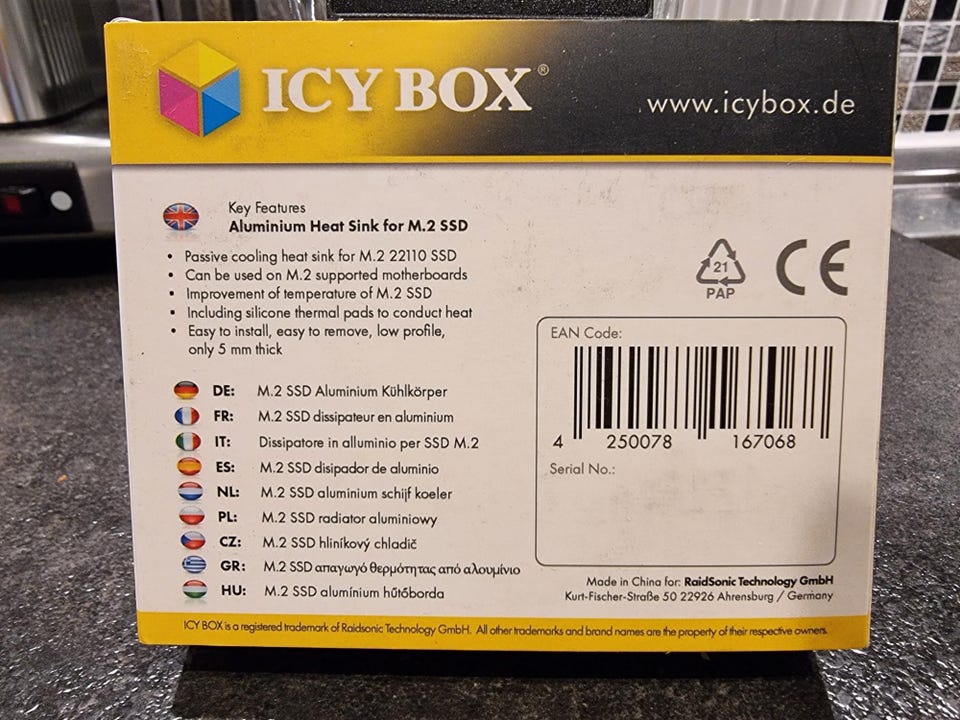 ICY BOX®
www.icybox.de
Key Features
Aluminium Heat Sink for M.2 SSD
• Passive cooling heat sink for M.2 22110 SSD
• Can be used on M.2 supported motherboards
• Improvement of temperature of M.2 SSD
• Including silicone thermal pads to conduct heat
• Easy to install, easy to remove, low profile,
only 5 mm thick
DE: M.2 SSD Aluminium Kühlkörper
FR: M.2 SSD dissipateur en aluminium
IT: Dissipatore in alluminio per SSD M.2
ES: M.2 SSD disipador de aluminio
NL: M.2 SSD aluminium schijf koeler
PL: M.2 SSD radiator aluminiowy
CZ: M.2 SSD hliníkový chladič
GR: M.2 SSD απαγωγό θερμότητας από αλουμίνιο
HU: M.2 SSD alumínium hűtőborda
21
PAP
CE
EAN Code:
4 250078 167068
Serial No.:
Made in China for: RaidSonic Technology GmbH
Kurt-Fischer-Straße 50 22926 Ahrensburg / Germany
ICY BOX is a registered trademark of Raidsonic Technology GmbH. All other trademarks and brand names are the property of their respective owners.